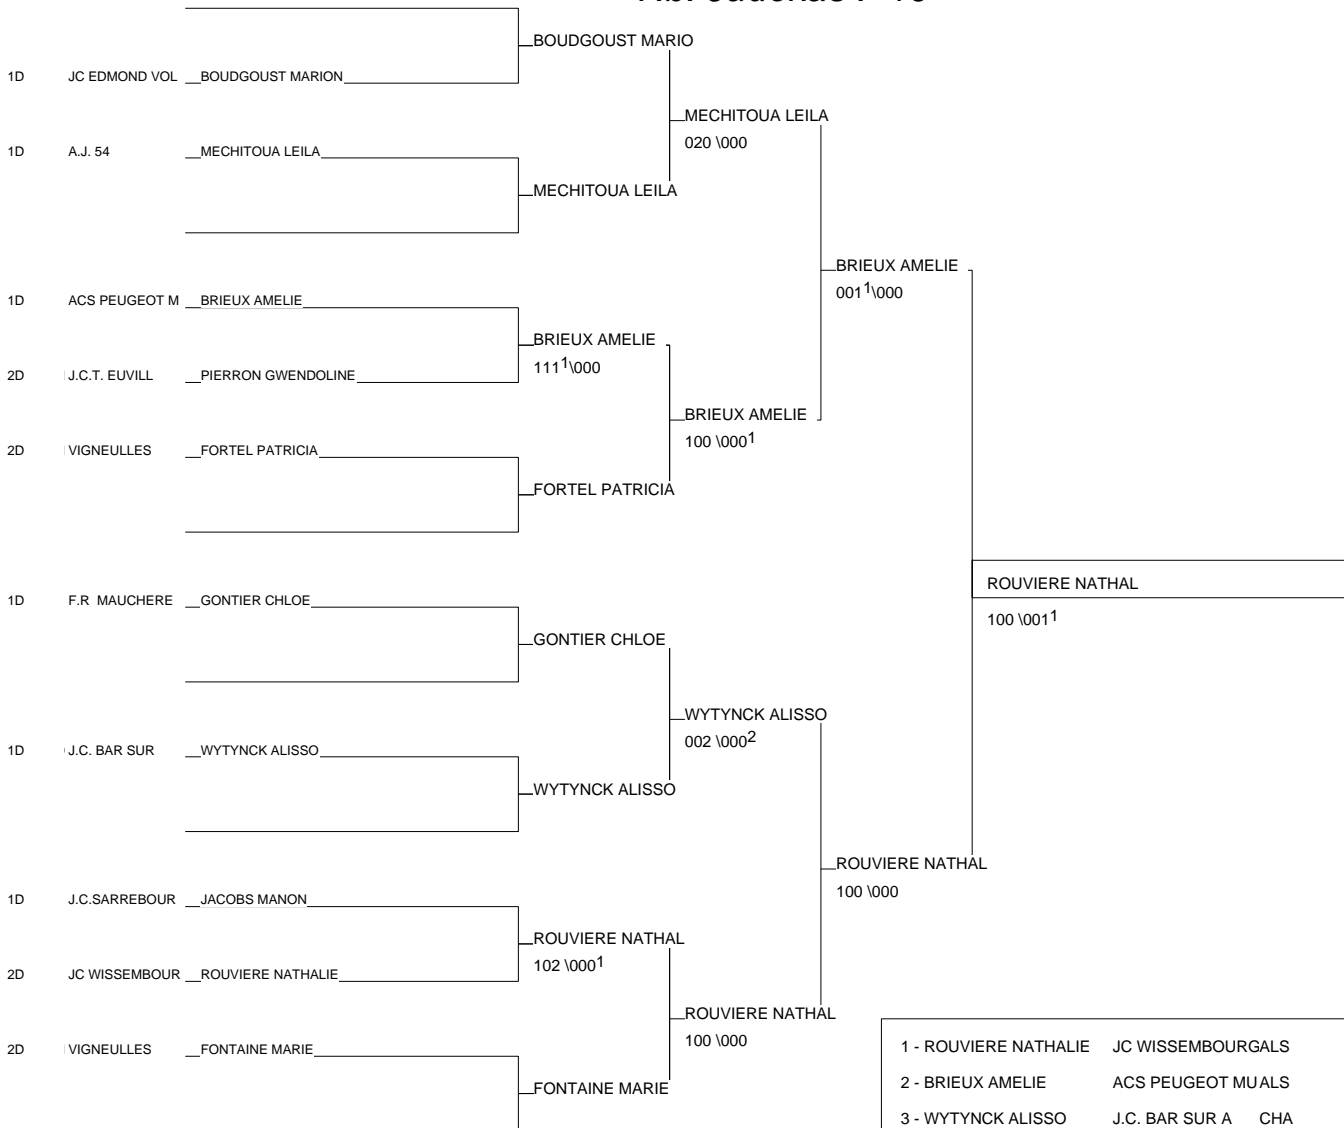 BOUDGOUST MARIO
1D JC EDMOND VOL BOUDGOUST MARION
MECHITOUA LEILA
020 \000
1D A.J. 54 MECHITOUA LEILA
MECHITOUA LEILA
BRIEUX AMELIE
001¹\000
1D ACS PEUGEOT M BRIEUX AMELIE
BRIEUX AMELIE
111¹\000
2D J.C.T. EUVILL PIERRON GWENDOLINE
BRIEUX AMELIE
100 \000¹
2D VIGNEULLES FORTEL PATRICIA
FORTEL PATRICIA
ROUVIERE NATHAL
100 \001¹
1D F.R MAUCHERE GONTIER CHLOE
GONTIER CHLOE
WYTYNCK ALISSO
002 \000²
1D J.C. BAR SUR WYTYNCK ALISSO
WYTYNCK ALISSO
ROUVIERE NATHAL
100 \000
1D J.C.SARREBOUR JACOBS MANON
ROUVIERE NATHAL
102 \000¹
2D JC WISSEMBOUR ROUVIERE NATHALIE
ROUVIERE NATHAL
100 \000
2D VIGNEULLES FONTAINE MARIE
FONTAINE MARIE
1 - ROUVIERE NATHALIE JC WISSEMBOURGALS
2 - BRIEUX AMELIE ACS PEUGEOT MUALS
3 - WYTYNCK ALISSO J.C. BAR SUR A CHA